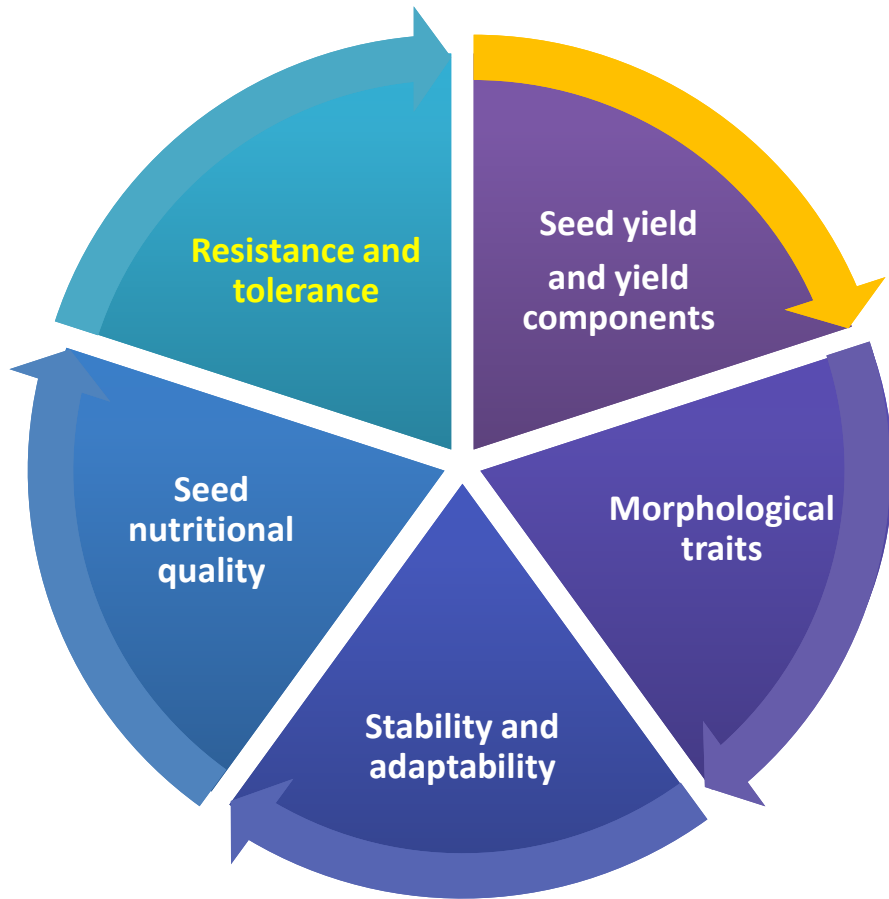 Seed yield
and yield
components
Morphological
traits
Stability and
adaptability
Seed
nutritional
quality
Resistance and
tolerance